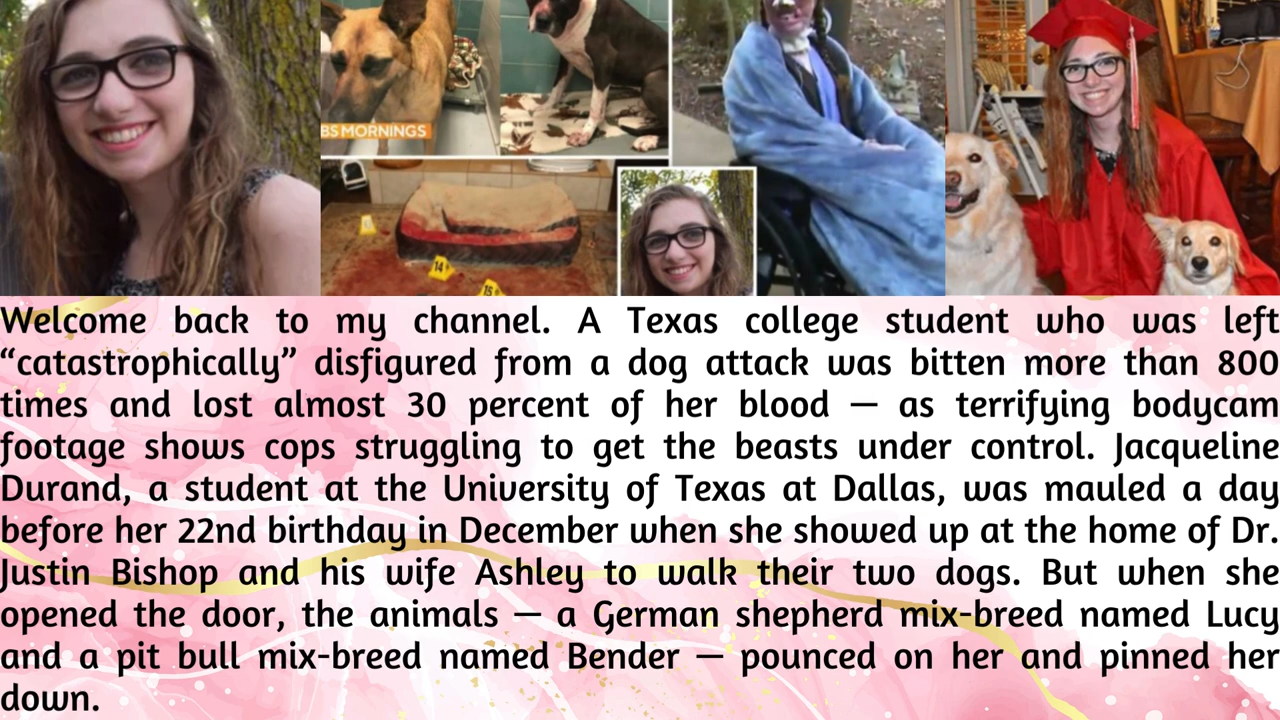 BS MORNINGS
14
15
Welcome back to my channel. A Texas college student who was left
“catastrophically” disfigured from a dog attack was bitten more than 800
times and lost almost 30 percent of her blood — as terrifying bodycam
footage shows cops struggling to get the beasts under control. Jacqueline
Durand, a student at the University of Texas at Dallas, was mauled a day
before her 22nd birthday in December when she showed up at the home of Dr.
Justin Bishop and his wife Ashley to walk their two dogs. But when she
opened the door, the animals — a German shepherd mix-breed named Lucy
and a pit bull mix-breed named Bender — pounced on her and pinned her
down.